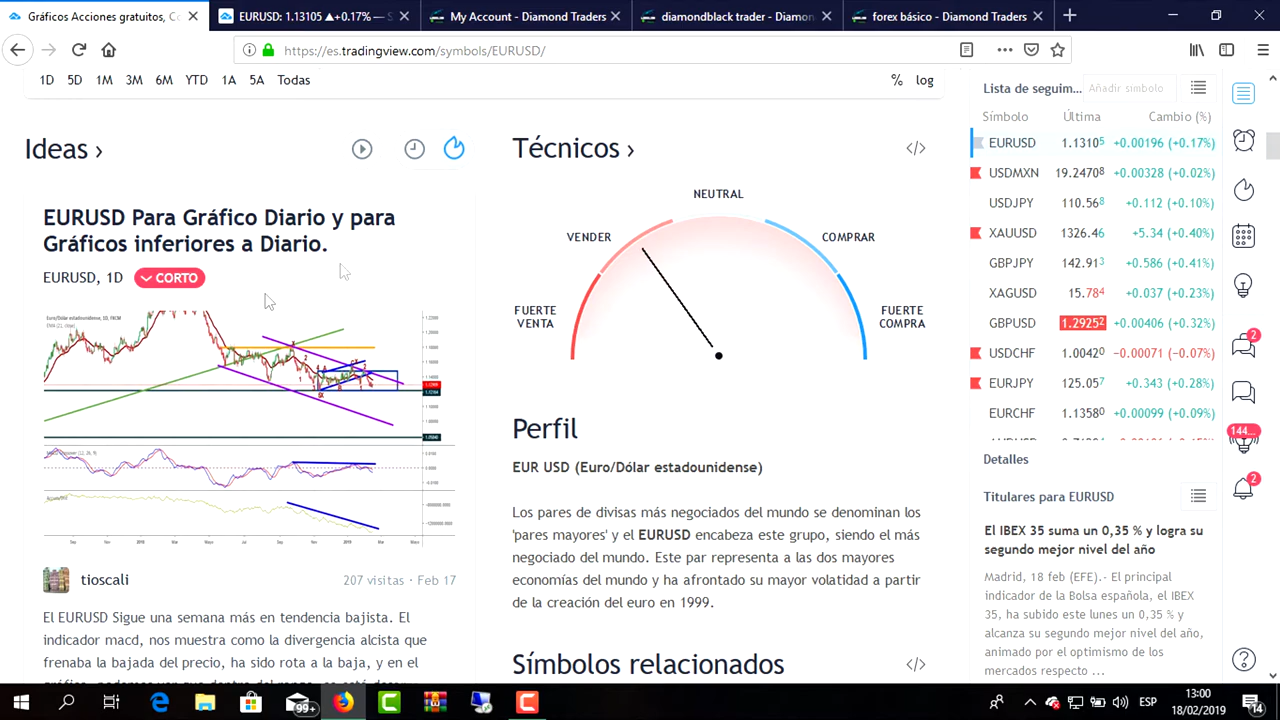 Gráficos Acciones gratuitos, Co
EURUSD: 1.13105 ▲+0.17% — S
My Account - Diamond Traders
diamondblack trader - Diamon
forex básico - Diamond Traders
https://es.tradingview.com/symbols/EURUSD/
1D 5D 1M 3M 6M YTD 1A 5A Todas
% log
Ideas ›
EURUSD Para Gráfico Diario y para
Gráficos inferiores a Diario.
EURUSD, 1D CORTO
tioscali
207 visitas · Feb 17
El EURUSD Sigue una semana más en tendencia bajista. El
indicador macd, nos muestra como la divergencia alcista que
frenaba la bajada del precio, ha sido rota a la baja, y en el
Técnicos ›
NEUTRAL
VENDER
COMPRAR
FUERTE
VENTA
FUERTE
COMPRA
Perfil
EUR USD (Euro/Dólar estadounidense)
Los pares de divisas más negociados del mundo se denominan los
'pares mayores' y el EURUSD encabeza este grupo, siendo el más
negociado del mundo. Este par representa a las dos mayores
economías del mundo y ha afrontado su mayor volatilidad a partir
de la creación del euro en 1999.
Símbolos relacionados
Lista de seguim... Añadir símbolo
Símbolo Última Cambio (%)
EURUSD 1.13105 +0.00196 (+0.17%)
USDMXN 19.24708 +0.00328 (+0.02%)
USDJPY 110.568 +0.112 (+0.10%)
XAUUSD 1326.46 +5.34 (+0.40%)
GBPJPY 142.913 +0.586 (+0.41%)
XAGUSD 15.784 +0.037 (+0.23%)
GBPUSD 1.29252 +0.00406 (+0.32%)
USDCHF 1.00420 −0.00071 (−0.07%)
EURJPY 125.057 +0.343 (+0.28%)
EURCHF 1.13580 +0.00099 (+0.09%)
Detalles
Titulares para EURUSD
El IBEX 35 suma un 0,35 % y logra su
segundo mejor nivel del año
Madrid, 18 feb (EFE).- El principal
indicador de la Bolsa española, el IBEX
35, ha subido este lunes un 0,35 % y
alcanza su segundo mejor nivel del año,
animado por el optimismo de los
mercados respecto ...
2
144...
2
99+
ESP
13:00
18/02/2019
14